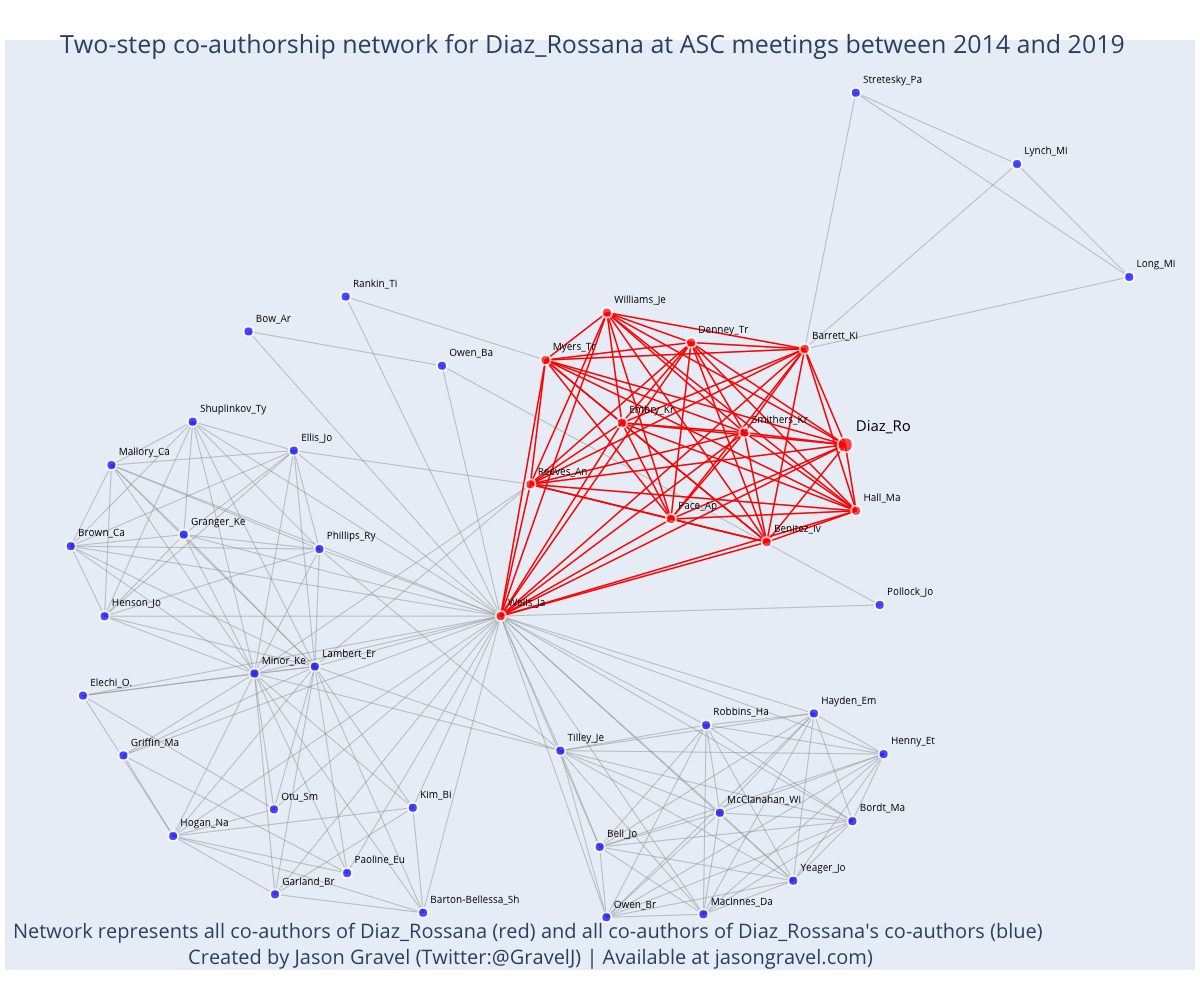 Two-step co-authorship network for Diaz_Rossana at ASC meetings between 2014 and 2019
Stretesky_Pa
Lynch_Mi
Long_Mi
Rankin_Ti
Williams_Je
Bow_Ar
Denney_Tr
Barrett_Ki
Myers_Tr
Owen_Ba
Shuplinkov_Ty
Embry_Kr
Smithers_Kr
Diaz_Ro
Ellis_Jo
Mallory_Ca
Reeves_An
Hall_Ma
Pace_Ap
Granger_Ke
Benitez_Iv
Brown_Ca
Phillips_Ry
Pollock_Jo
Henson_Jo
Wells_Ja
Minor_Ke
Lambert_Er
Elechi_O.
Hayden_Em
Robbins_Ha
Tilley_Je
Henny_Et
Griffin_Ma
Otu_Sm
Kim_Bi
McClanahan_Wi
Bordt_Ma
Hogan_Na
Bell_Jo
Paoline_Eu
Yeager_Jo
Garland_Br
Barton-Bellessa_Sh
Owen_Br
MacInnes_Da
Network represents all co-authors of Diaz_Rossana (red) and all co-authors of Diaz_Rossana's co-authors (blue)
Created by Jason Gravel (Twitter:@GravelJ) | Available at jasongravel.com)